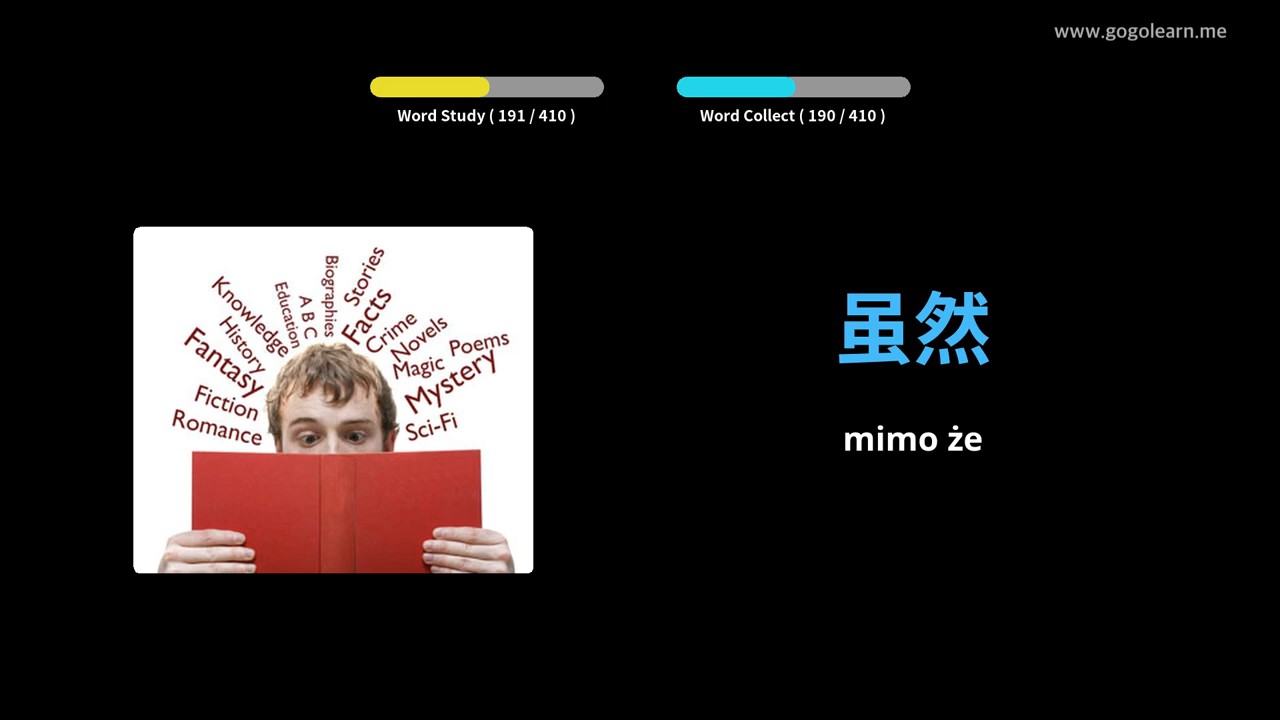 www.gogolearn.me
Word Study ( 191 / 410 )
Word Collect ( 190 / 410 )
Biographies
Stories
Education
A B C
Facts
Knowledge
History
Crime
Novels
Fantasy
Magic
Poems
Mystery
Fiction
Romance
Sci-Fi
虽然
mimo że